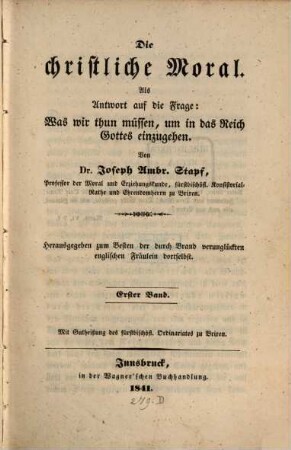 Die
christliche Moral.
Als
Antwort auf die Frage:
Was wir thun müssen, um in das Reich
Gottes einzugehen.
Von
Dr. Joseph Ambr. Stapf,
Professor der Moral und Erziehungskunde, fürstbischöfl. Konsistorial-
Rathe und Ehrendomherrn zu Brixen.
Herausgegeben zum Besten der durch Brand verunglückten
englischen Fräulein dortselbst.
Erster Band.
Mit Gutheißung des fürstbischöfl. Ordinariates zu Brixen.
Innsbruck,
in der Wagner'schen Buchhandlung.
1841.